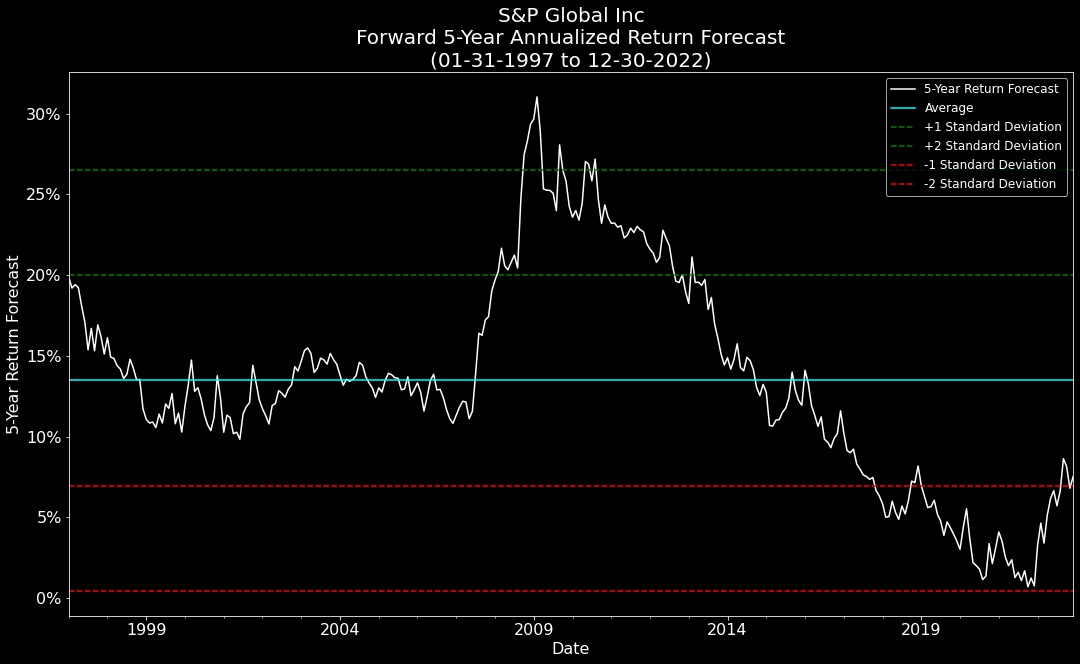 S&P Global Inc
Forward 5-Year Annualized Return Forecast
(01-31-1997 to 12-30-2022)
5-Year Return Forecast
Average
+1 Standard Deviation
+2 Standard Deviation
-1 Standard Deviation
-2 Standard Deviation
5-Year Return Forecast
30%
25%
20%
15%
10%
5%
0%
1999 2004 2009 2014 2019
Date